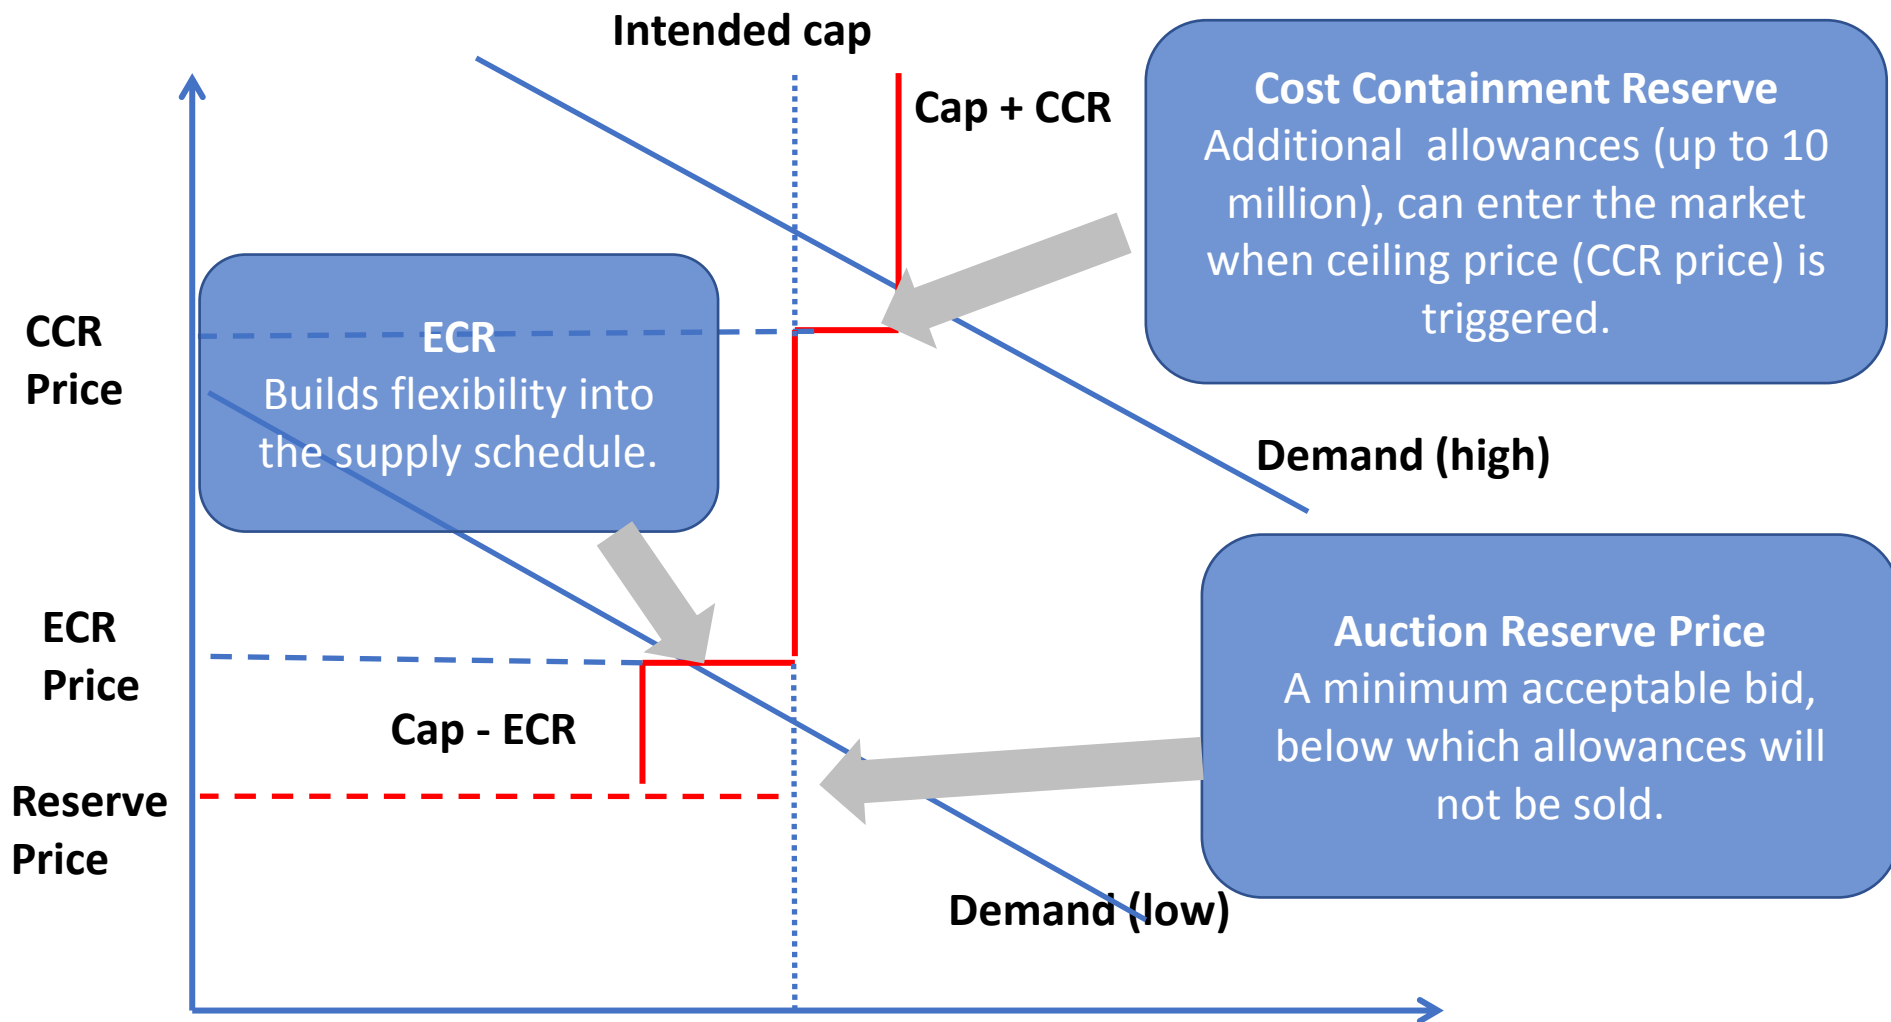 Intended cap
Cap + CCR
Cost Containment Reserve
Additional  allowances (up to 10
million), can enter the market
when ceiling price (CCR price) is
triggered.
CCR
Price
ECR
Builds flexibility into
the supply schedule.
Demand (high)
ECR
Price
Cap - ECR
Auction Reserve Price
A minimum acceptable bid,
below which allowances will
not be sold.
Reserve
Price
Demand (low)